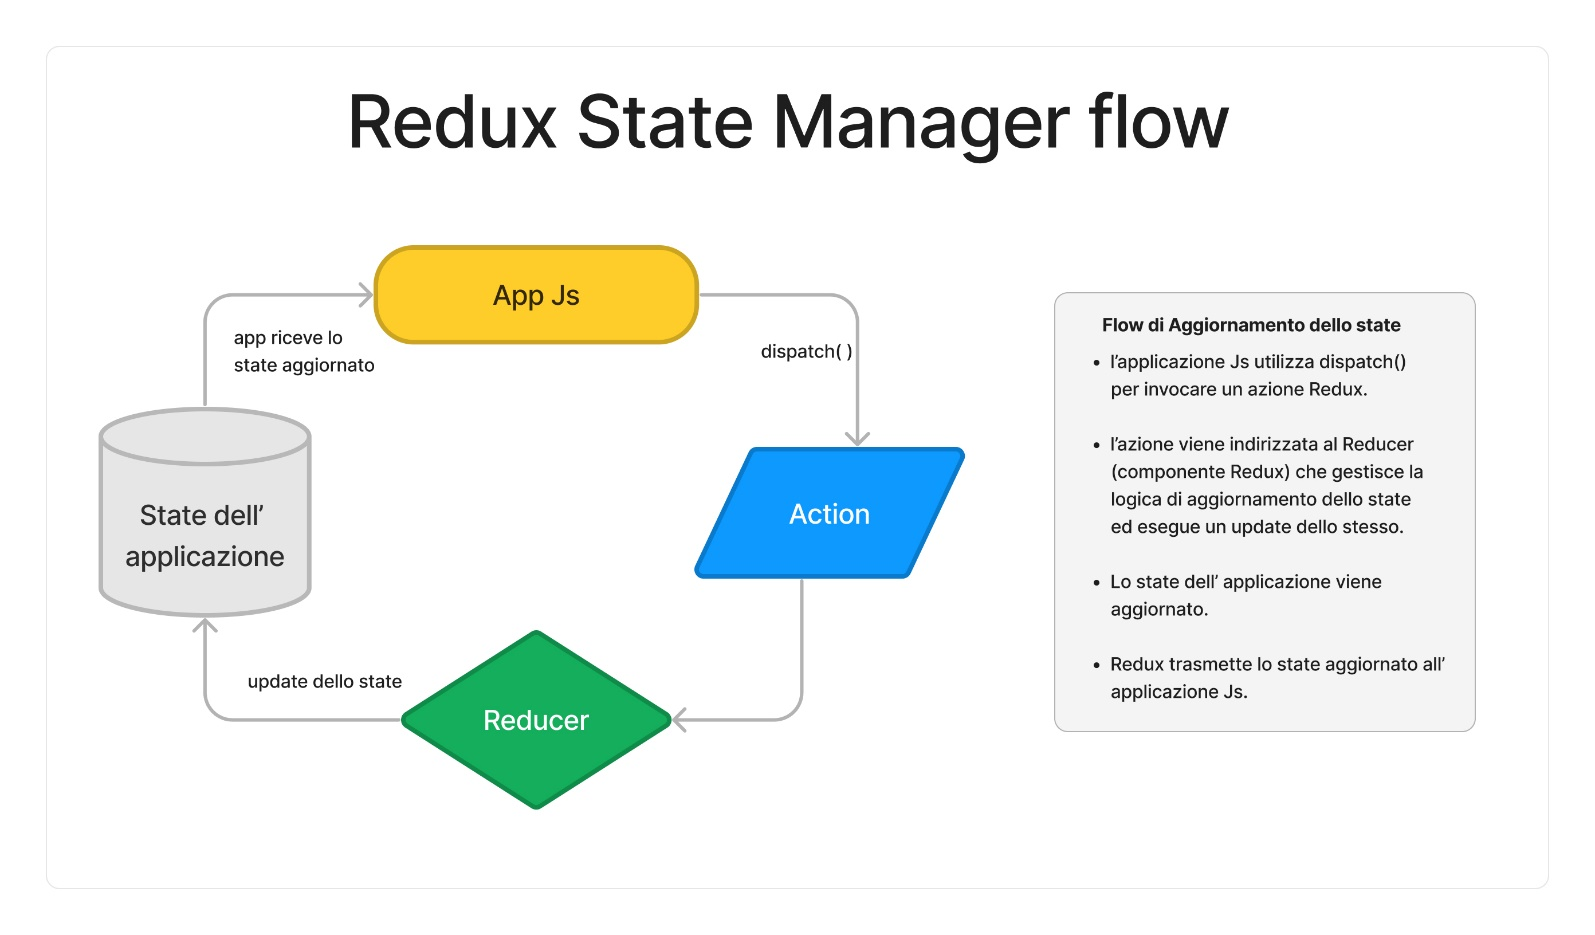 Redux State Manager flow
App Js
app riceve lo
state aggiornato
dispatch( )
State dell’
applicazione
Action
update dello state
Reducer
Flow di Aggiornamento dello state
• l’applicazione Js utilizza dispatch()
per invocare un azione Redux.
• l’azione viene indirizzata al Reducer
(componente Redux) che gestisce la
logica di aggiornamento dello state
ed esegue un update dello stesso.
• Lo state dell’ applicazione viene
aggiornato.
• Redux trasmette lo state aggiornato all’
applicazione Js.